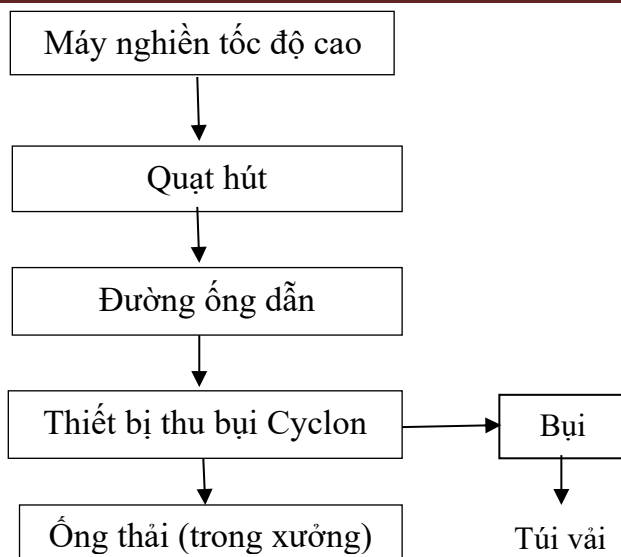 Máy nghiền tốc độ cao
Quạt hút
Đường ống dẫn
Thiết bị thu bụi Cyclon
Bụi
Ống thải (trong xưởng)
Túi vải